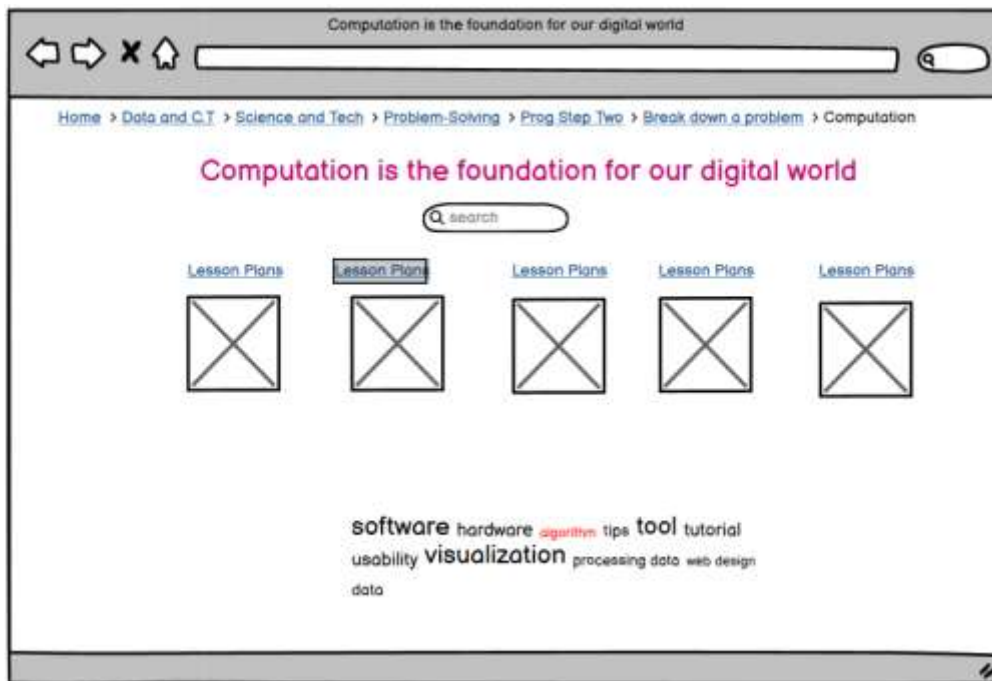 Computation is the foundation for our digital world
Home > Data and C.T > Science and Tech > Problem-Solving > Prog Step Two > Break down a problem > Computation
Computation is the foundation for our digital world
search
Lesson Plans Lesson Plans Lesson Plans Lesson Plans Lesson Plans
software hardware algorithm tips tool tutorial
usability visualization processing data web design
data